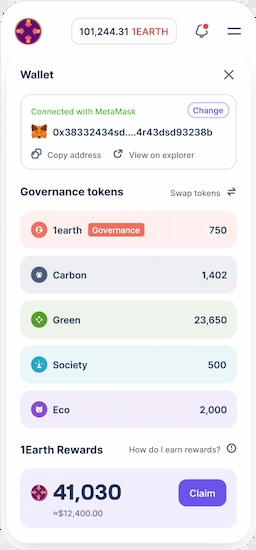 101,244.31 1EARTH
Wallet
Connected with MetaMask
Change
0x38332434sd....4r43dsd93238b
Copy address
View on explorer
Governance tokens
Swap tokens
1earth Governance 750
Carbon 1,402
Green 23,650
Society 500
Eco 2,000
1Earth Rewards
How do I earn rewards?
41,030
Claim
≈$12,400.00